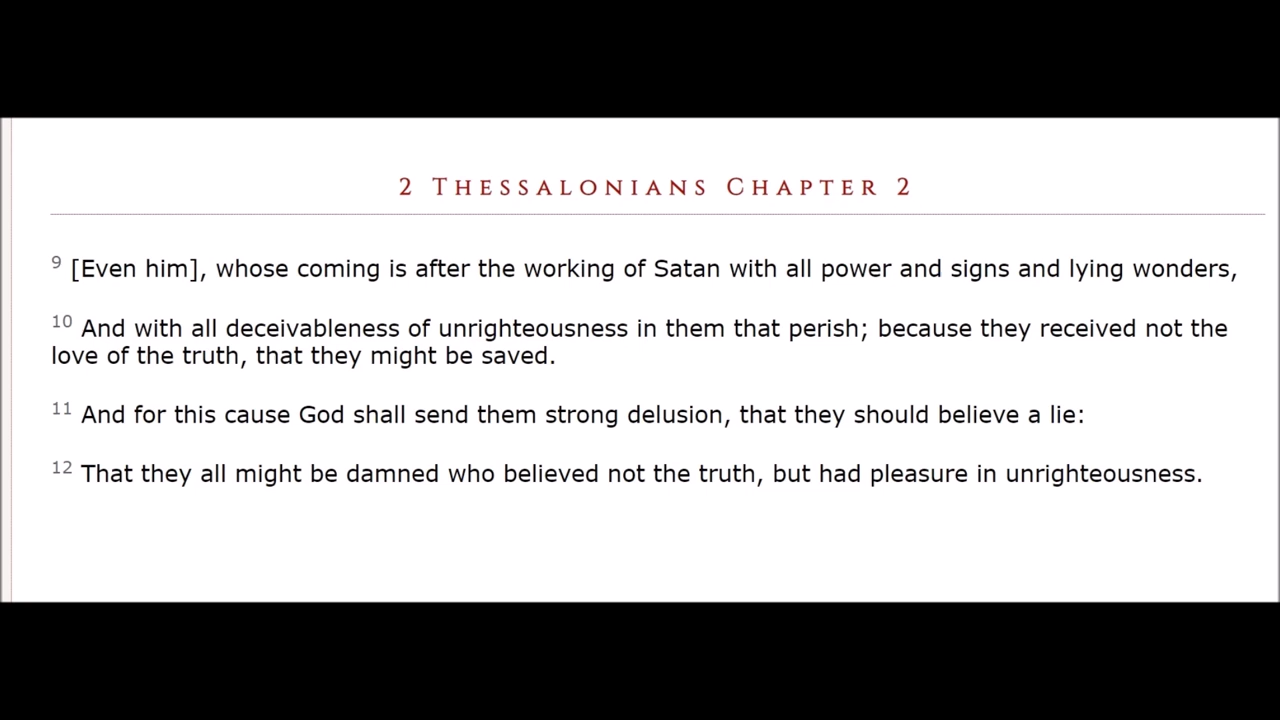 2 Thessalonians Chapter 2
9 [Even him], whose coming is after the working of Satan with all power and signs and lying wonders,
10 And with all deceivableness of unrighteousness in them that perish; because they received not the
love of the truth, that they might be saved.
11 And for this cause God shall send them strong delusion, that they should believe a lie:
12 That they all might be damned who believed not the truth, but had pleasure in unrighteousness.